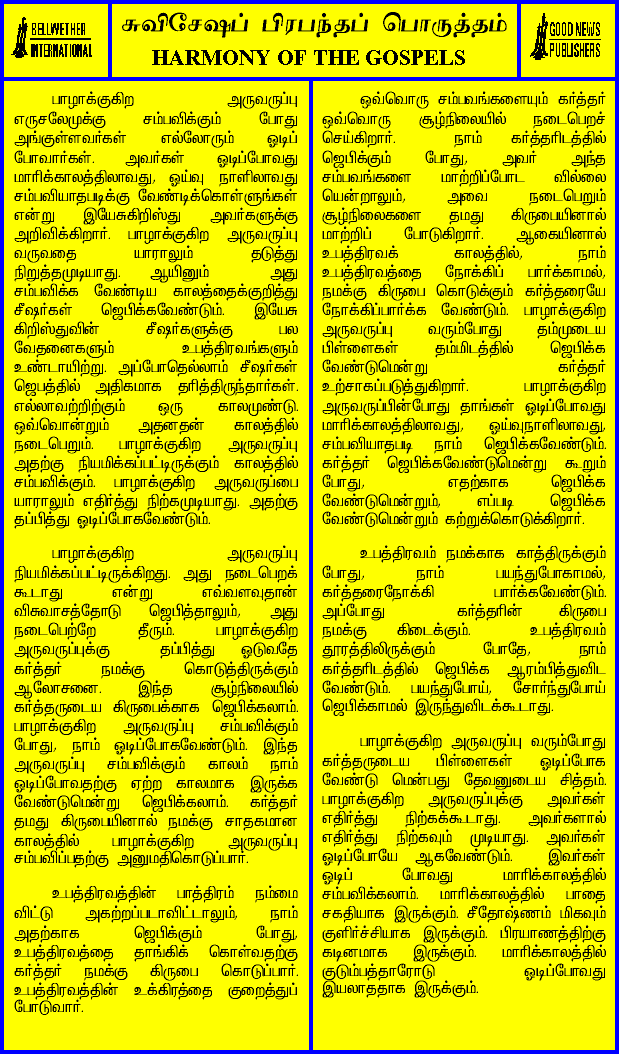 BELLWETHER
INTERNATIONAL
சுவிசேஷப் பிரபந்தப் பொருத்தம்
HARMONY OF THE GOSPELS
GOOD NEWS
PUBLISHERS
பாழாக்குகிற அருவருப்பு
எருசலேமுக்கு சம்பவிக்கும் போது
அங்குள்ளவர்கள் எல்லோரும் ஓடிப்
போவார்கள். அவர்கள் ஓடிப்போவது
மாரிக்காலத்திலாவது, ஓய்வு நாளிலாவது
சம்பவியாதபடிக்கு வேண்டிக்கொள்ளுங்கள்
என்று இயேசுகிறிஸ்து அவர்களுக்கு
அறிவிக்கிறார். பாழாக்குகிற அருவருப்பு
வருவதை யாராலும் தடுத்து
நிறுத்தமுடியாது. ஆயினும் அது
சம்பவிக்க வேண்டிய காலத்தைக்குறித்து
சீஷர்கள் ஜெபிக்கவேண்டும். இயேசு
கிறிஸ்துவின் சீஷர்களுக்கு பல
வேதனைகளும் உபத்திரவங்களும்
உண்டாயிற்று. அப்போதெல்லாம் சீஷர்கள்
ஜெபத்தில் அதிகமாக தரித்திருந்தார்கள்.
எல்லாவற்றிற்கும் ஒரு காலமுண்டு.
ஒவ்வொன்றும் அதனதன் காலத்தில்
நடைபெறும். பாழாக்குகிற அருவருப்பு
அதற்கு நியமிக்கப்பட்டிருக்கும் காலத்தில்
சம்பவிக்கும். பாழாக்குகிற அருவருப்பை
யாராலும் எதிர்த்து நிற்கமுடியாது. அதற்கு
தப்பித்து ஓடிப்போகவேண்டும்.
பாழாக்குகிற அருவருப்பு
நியமிக்கப்பட்டிருக்கிறது. அது நடைபெறக்
கூடாது என்று எவ்வளவுதான்
விசுவாசத்தோடு ஜெபித்தாலும், அது
நடைபெற்றே தீரும். பாழாக்குகிற
அருவருப்புக்கு தப்பித்து ஓடுவதே
கர்த்தர் நமக்கு கொடுத்திருக்கும்
ஆலோசனை. இந்த சூழ்நிலையில்
கர்த்தருடைய கிருபைக்காக ஜெபிக்கலாம்.
பாழாக்குகிற அருவருப்பு சம்பவிக்கும்
போது, நாம் ஓடிப்போகவேண்டும். இந்த
அருவருப்பு சம்பவிக்கும் காலம் நாம்
ஓடிப்போவதற்கு ஏற்ற காலமாக இருக்க
வேண்டுமென்று ஜெபிக்கலாம். கர்த்தர்
தமது கிருபையினால் நமக்கு சாதகமான
காலத்தில் பாழாக்குகிற அருவருப்பு
சம்பவிப்பதற்கு அனுமதிகொடுப்பார்.
உபத்திரவத்தின் பாத்திரம் நம்மை
விட்டு அகற்றப்படாவிட்டாலும், நாம்
அதற்காக ஜெபிக்கும் போது,
உபத்திரவத்தை தாங்கிக் கொள்வதற்கு
கர்த்தர் நமக்கு கிருபை கொடுப்பார்.
உபத்திரவத்தின் உக்கிரத்தை குறைத்துப்
போடுவார்.
ஒவ்வொரு சம்பவங்களையும் கர்த்தர்
ஒவ்வொரு சூழ்நிலையில் நடைபெறச்
செய்கிறார். நாம் கர்த்தரிடத்தில்
ஜெபிக்கும் போது, அவர் அந்த
சம்பவங்களை மாற்றிப்போட வில்லை
யென்றாலும், அவை நடைபெறும்
சூழ்நிலைகளை தமது கிருபையினால்
மாற்றிப் போடுகிறார். ஆகையினால்
உபத்திரவக் காலத்தில், நாம்
உபத்திரவத்தை நோக்கிப் பார்க்காமல்,
நமக்கு கிருபை கொடுக்கும் கர்த்தரையே
நோக்கிப்பார்க்க வேண்டும். பாழாக்குகிற
அருவருப்பு வரும்போது தம்முடைய
பிள்ளைகள் தம்மிடத்தில் ஜெபிக்க
வேண்டுமென்று கர்த்தர்
உற்சாகப்படுத்துகிறார். பாழாக்குகிற
அருவருப்பின்போது தாங்கள் ஓடிப்போவது
மாரிக்காலத்திலாவது, ஓய்வுநாளிலாவது,
சம்பவியாதபடி நாம் ஜெபிக்கவேண்டும்.
கர்த்தர் ஜெபிக்கவேண்டுமென்று கூறும்
போது, எதற்காக ஜெபிக்க
வேண்டுமென்றும், எப்படி ஜெபிக்க
வேண்டுமென்றும் கற்றுக்கொடுக்கிறார்.
உபத்திரவம் நமக்காக காத்திருக்கும்
போது, நாம் பயந்துபோகாமல்,
கர்த்தரைநோக்கி பார்க்கவேண்டும்.
அப்போது கர்த்தரின் கிருபை
நமக்கு கிடைக்கும். உபத்திரவம்
தூரத்திலிருக்கும் போதே, நாம்
கர்த்தரிடத்தில் ஜெபிக்க ஆரம்பித்துவிட
வேண்டும். பயந்துபோய், சோர்ந்துபோய்
ஜெபிக்காமல் இருந்துவிடக்கூடாது.
பாழாக்குகிற அருவருப்பு வரும்போது
கர்த்தருடைய பிள்ளைகள் ஓடிப்போக
வேண்டு மென்பது தேவனுடைய சித்தம்.
பாழாக்குகிற அருவருப்புக்கு அவர்கள்
எதிர்த்து நிற்கக்கூடாது. அவர்களால்
எதிர்த்து நிற்கவும் முடியாது. அவர்கள்
ஓடிப்போயே ஆகவேண்டும். இவர்கள்
ஓடிப் போவது மாரிக்காலத்தில்
சம்பவிக்கலாம். மாரிக்காலத்தில் பாதை
சகதியாக இருக்கும். சீதோஷ்ணம் மிகவும்
குளிர்ச்சியாக இருக்கும். பிரயாணத்திற்கு
கடினமாக இருக்கும். மாரிக்காலத்தில்
குடும்பத்தாரோடு ஓடிப்போவது
இயலாததாக இருக்கும்.